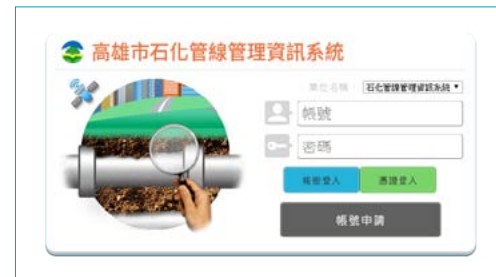 高雄市石化管線管理資訊系統
單位名稱: 石化管線管理資訊系統
帳號
密碼
帳號登入 憑證登入
帳號申請